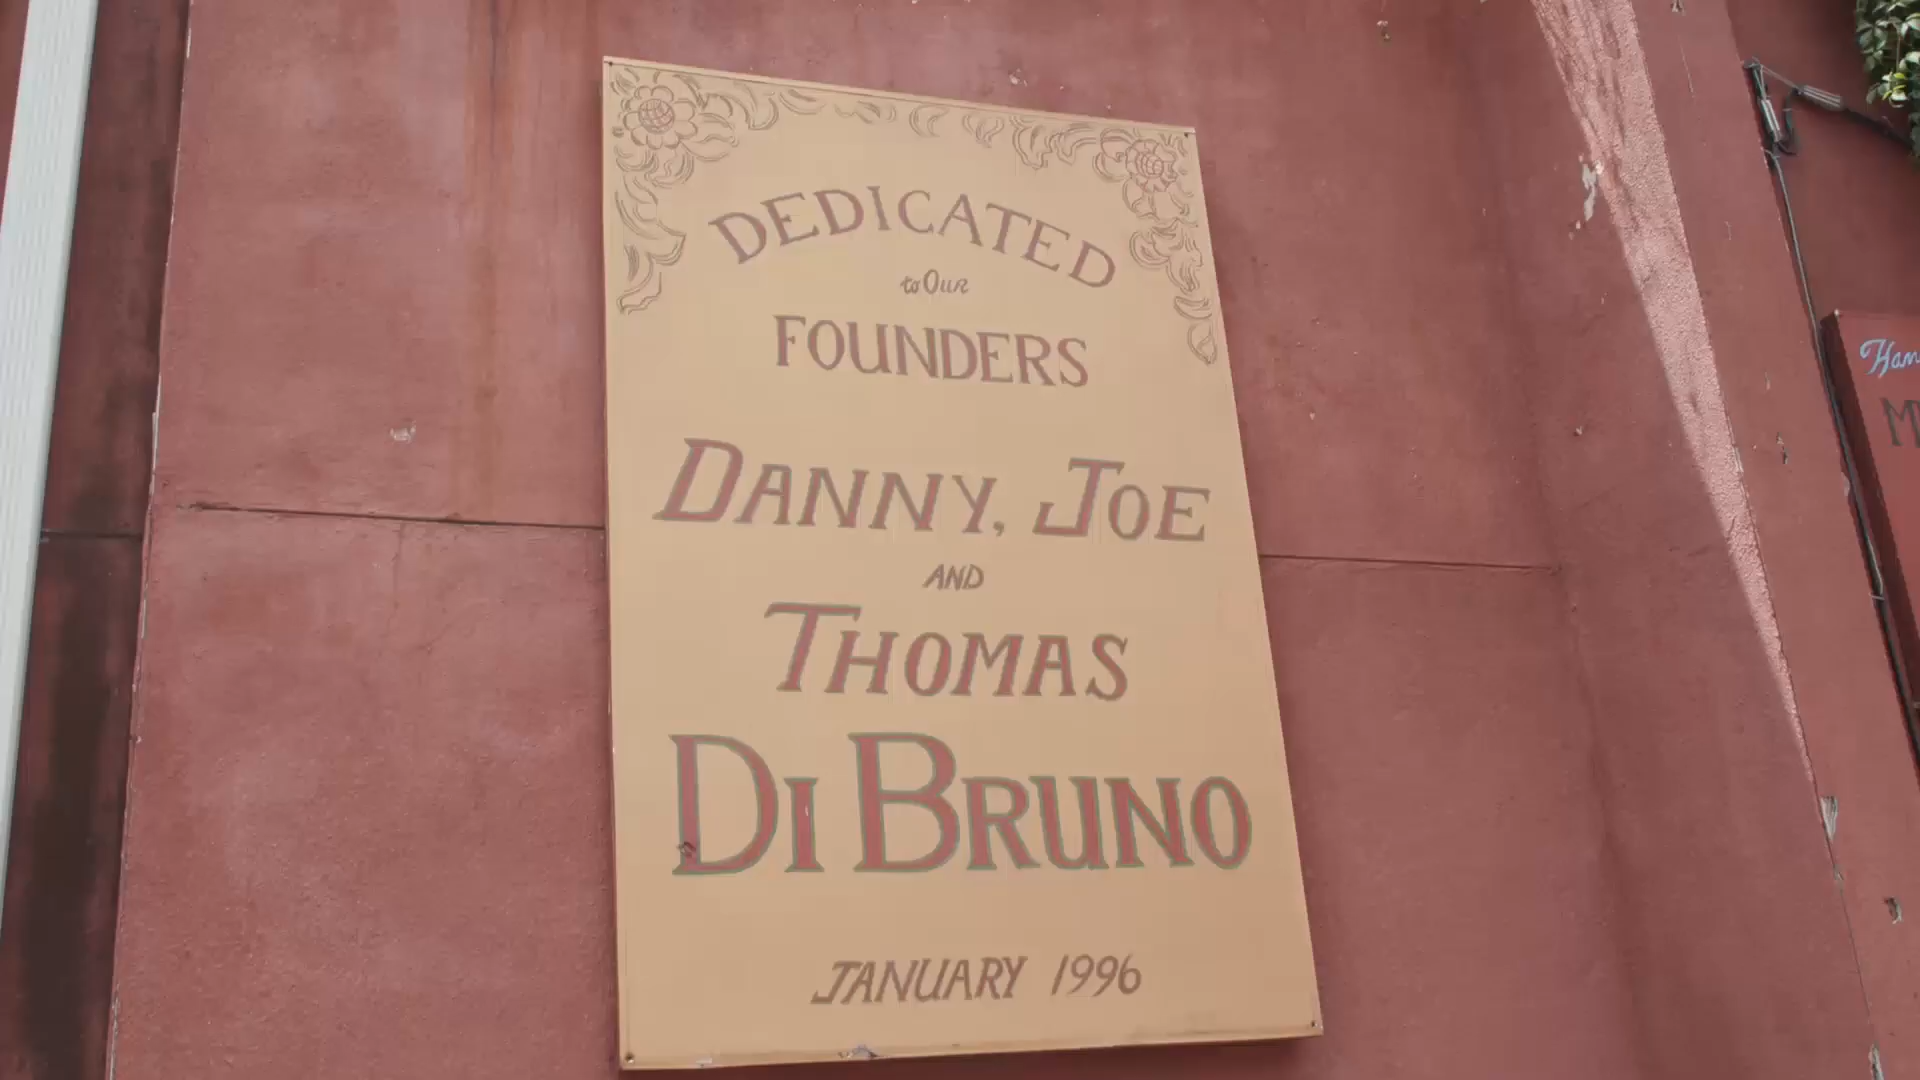 DEDICATED
to OUR
FOUNDERS
DANNY, JOE
AND
THOMAS
DI BRUNO
JANUARY 1996